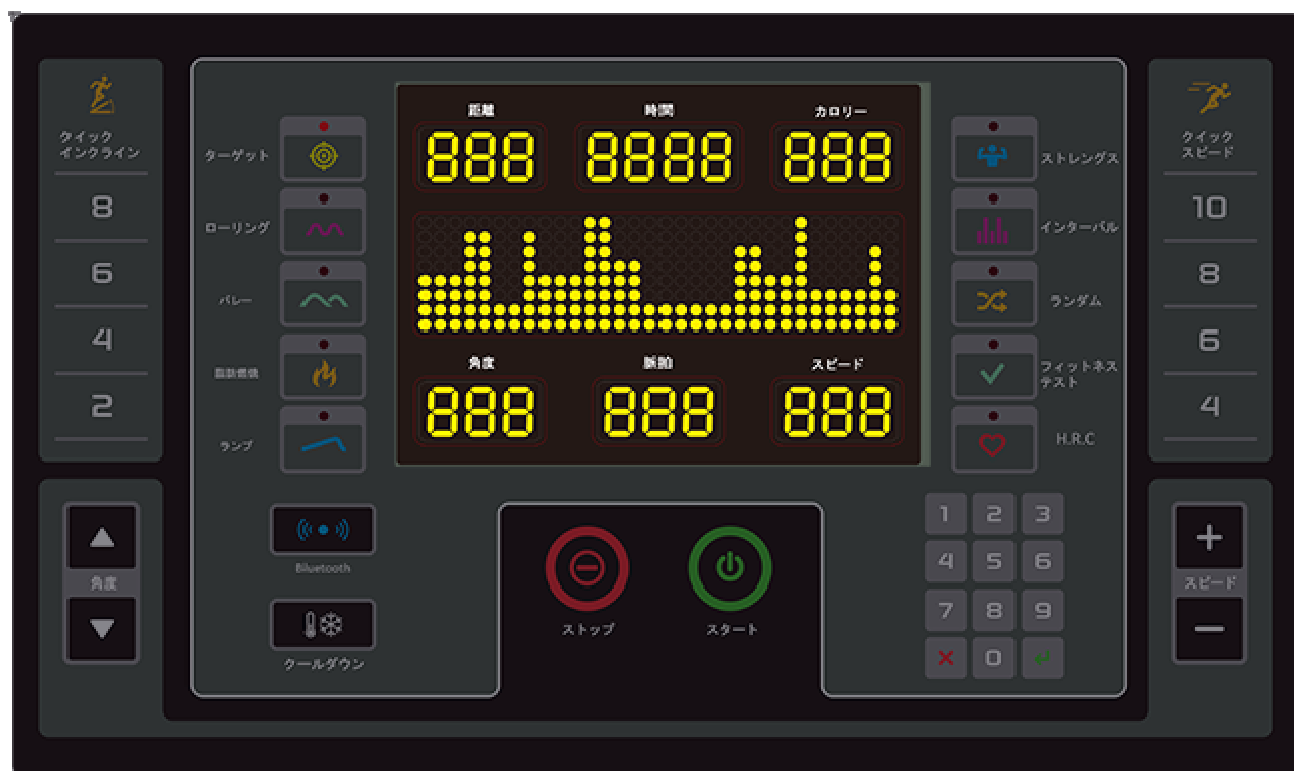 クイック
インクライン
8
6
4
2
角度
ターゲット
ローリング
バレー
脂肪燃焼
ランプ
Bluetooth
クールダウン
距離 時間 カロリー
888 8888 888
角度 脈拍 スピード
888 888 888
ストップ スタート
ストレングス
インターバル
ランダム
フィットネス
テスト
H.R.C
1 2 3
4 5 6
7 8 9
0
クイック
スピード
10
8
6
4
スピード